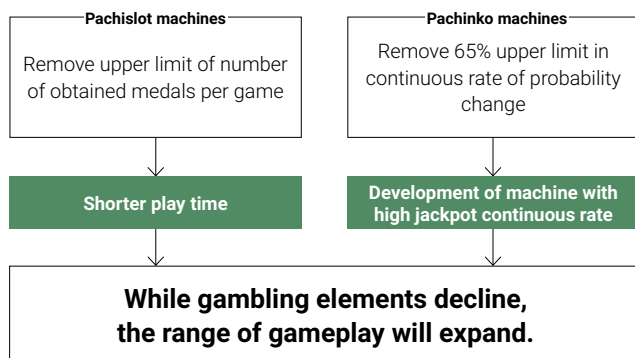 Pachislot machines
Remove upper limit of number
of obtained medals per game
Shorter play time
Pachinko machines
Remove 65% upper limit in
continuous rate of probability
change
Development of machine with
high jackpot continuous rate
While gambling elements decline,
the range of gameplay will expand.